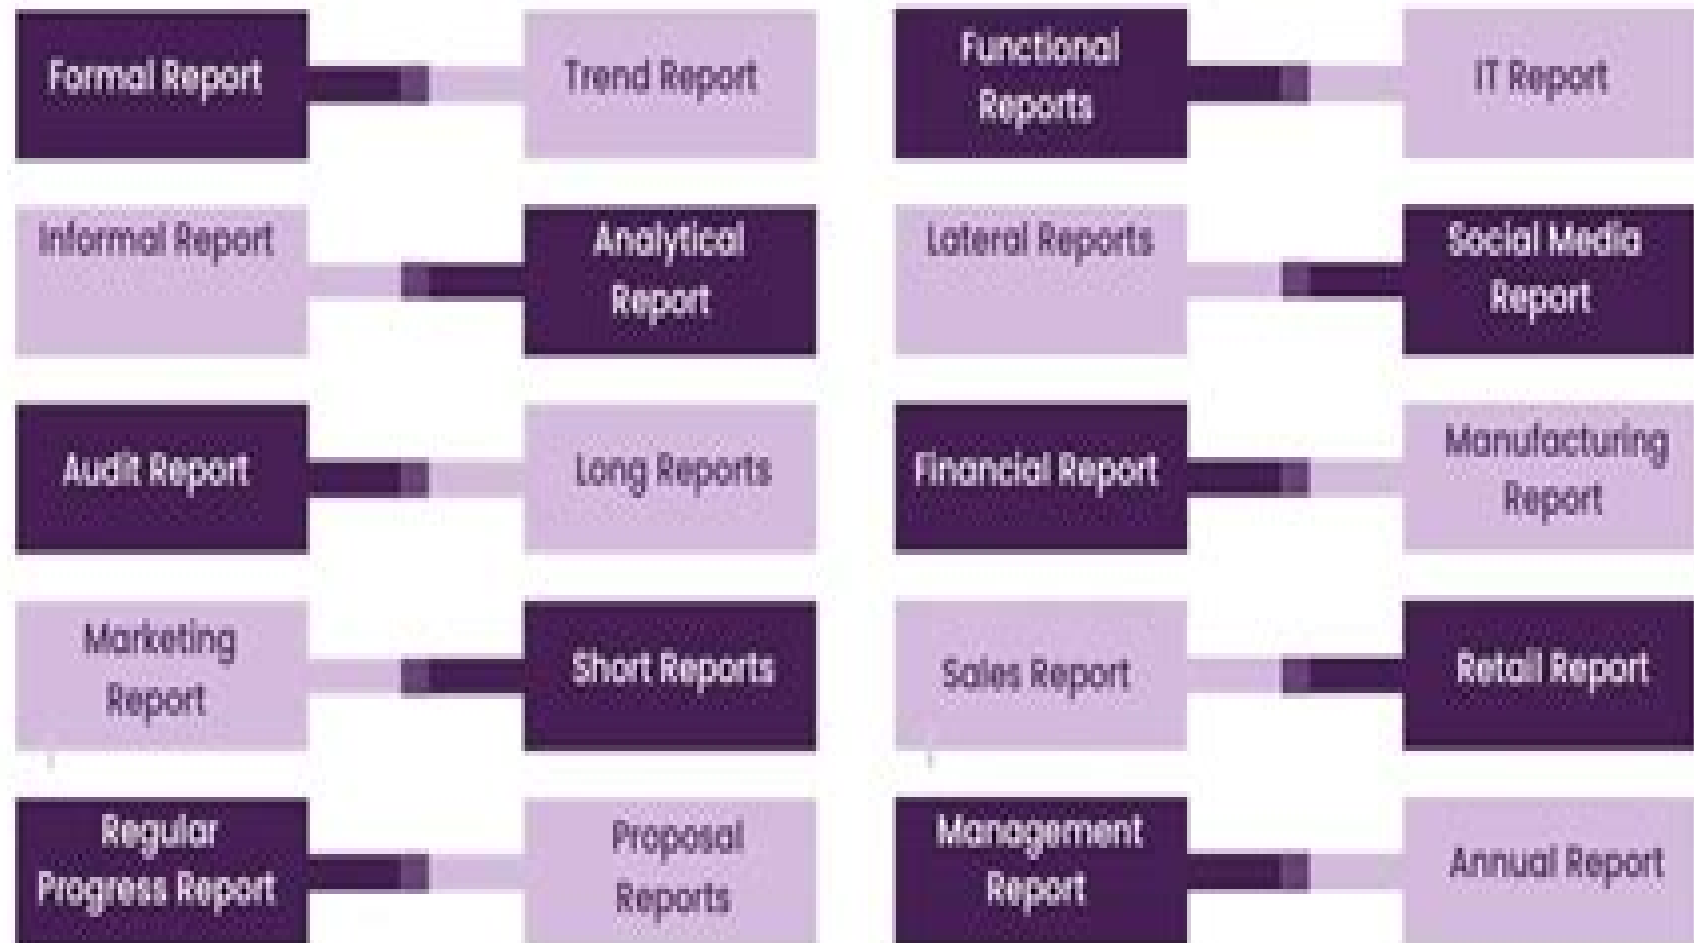 Formal Report
Trend Report
Functional
Reports
IT Report
Informal Report
Analytical
Report
Lateral Reports
Social Media
Report
Audit Report
Long Reports
Financial Report
Manufacturing
Report
Marketing
Report
Short Reports
Sales Report
Retail Report
Regular
Progress Report
Proposal
Reports
Management
Report
Annual Report